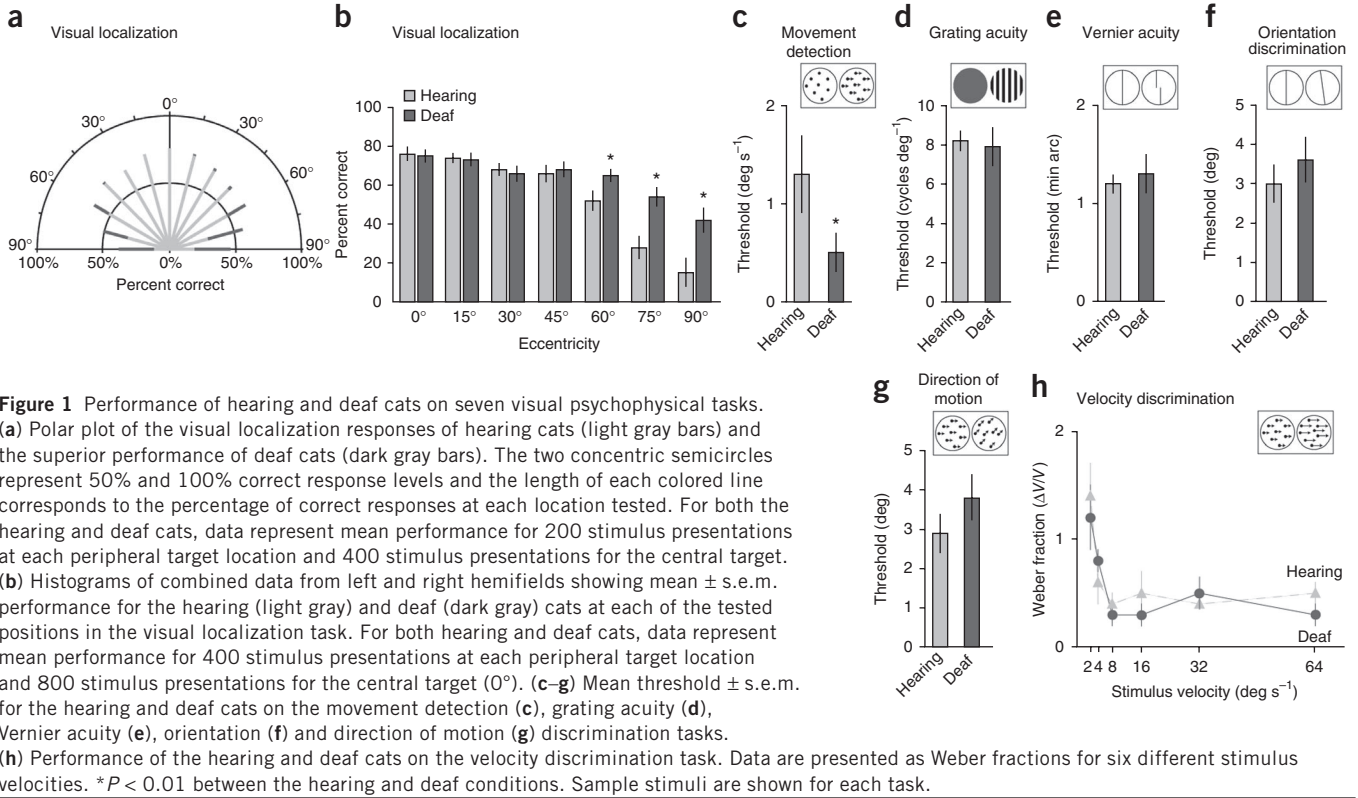 a
Visual localization
0°
30°
30°
60°
60°
90°
90°
100%
50%
0%
50%
100%
Percent correct
b
Visual localization
Hearing
Deaf
100
80
60
40
20
0
Percent correct
*
*
*
0°
15°
30°
45°
60°
75°
90°
Eccentricity
c
Movement
detection
2
1
0
Threshold (deg s⁻¹)
*
Hearing
Deaf
d
Grating acuity
10
8
6
4
2
0
Threshold (cycles deg⁻¹)
Hearing
Deaf
e
Vernier acuity
2
1
0
Threshold (min arc)
Hearing
Deaf
f
Orientation
discrimination
5
4
3
2
1
0
Threshold (deg)
Hearing
Deaf
g
Direction of
motion
5
4
3
2
1
0
Threshold (deg)
Hearing
Deaf
h
Velocity discrimination
2
1
0
Weber fraction (ΔV/V)
Hearing
Deaf
2 4 8 16 32 64
Stimulus velocity (deg s⁻¹)
Figure 1 Performance of hearing and deaf cats on seven visual psychophysical tasks.
(a) Polar plot of the visual localization responses of hearing cats (light gray bars) and
the superior performance of deaf cats (dark gray bars). The two concentric semicircles
represent 50% and 100% correct response levels and the length of each colored line
corresponds to the percentage of correct responses at each location tested. For both the
hearing and deaf cats, data represent mean performance for 200 stimulus presentations
at each peripheral target location and 400 stimulus presentations for the central target.
(b) Histograms of combined data from left and right hemifields showing mean ± s.e.m.
performance for the hearing (light gray) and deaf (dark gray) cats at each of the tested
positions in the visual localization task. For both hearing and deaf cats, data represent
mean performance for 400 stimulus presentations at each peripheral target location
and 800 stimulus presentations for the central target (0°). (c–g) Mean threshold ± s.e.m.
for the hearing and deaf cats on the movement detection (c), grating acuity (d),
Vernier acuity (e), orientation (f) and direction of motion (g) discrimination tasks.
(h) Performance of the hearing and deaf cats on the velocity discrimination task. Data are presented as Weber fractions for six different stimulus
velocities. *P < 0.01 between the hearing and deaf conditions. Sample stimuli are shown for each task.